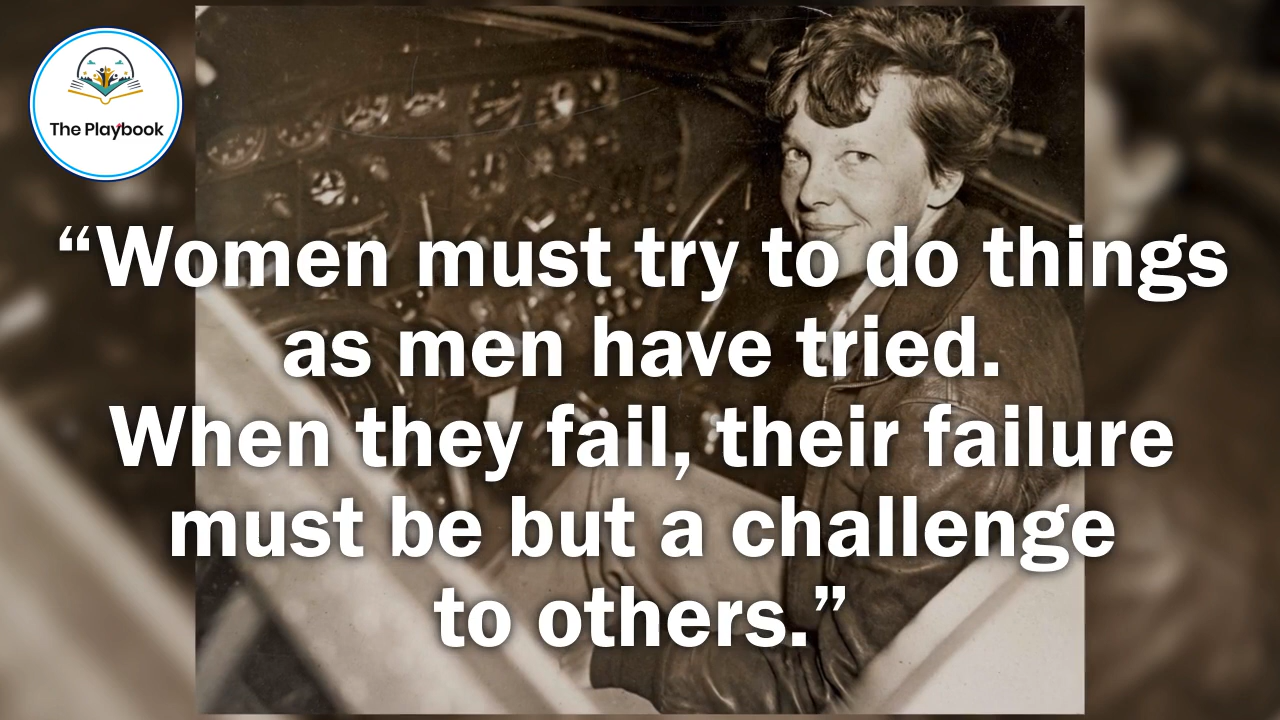 The Playbook
“Women must try to do things
as men have tried.
When they fail, their failure
must be but a challenge
to others.”